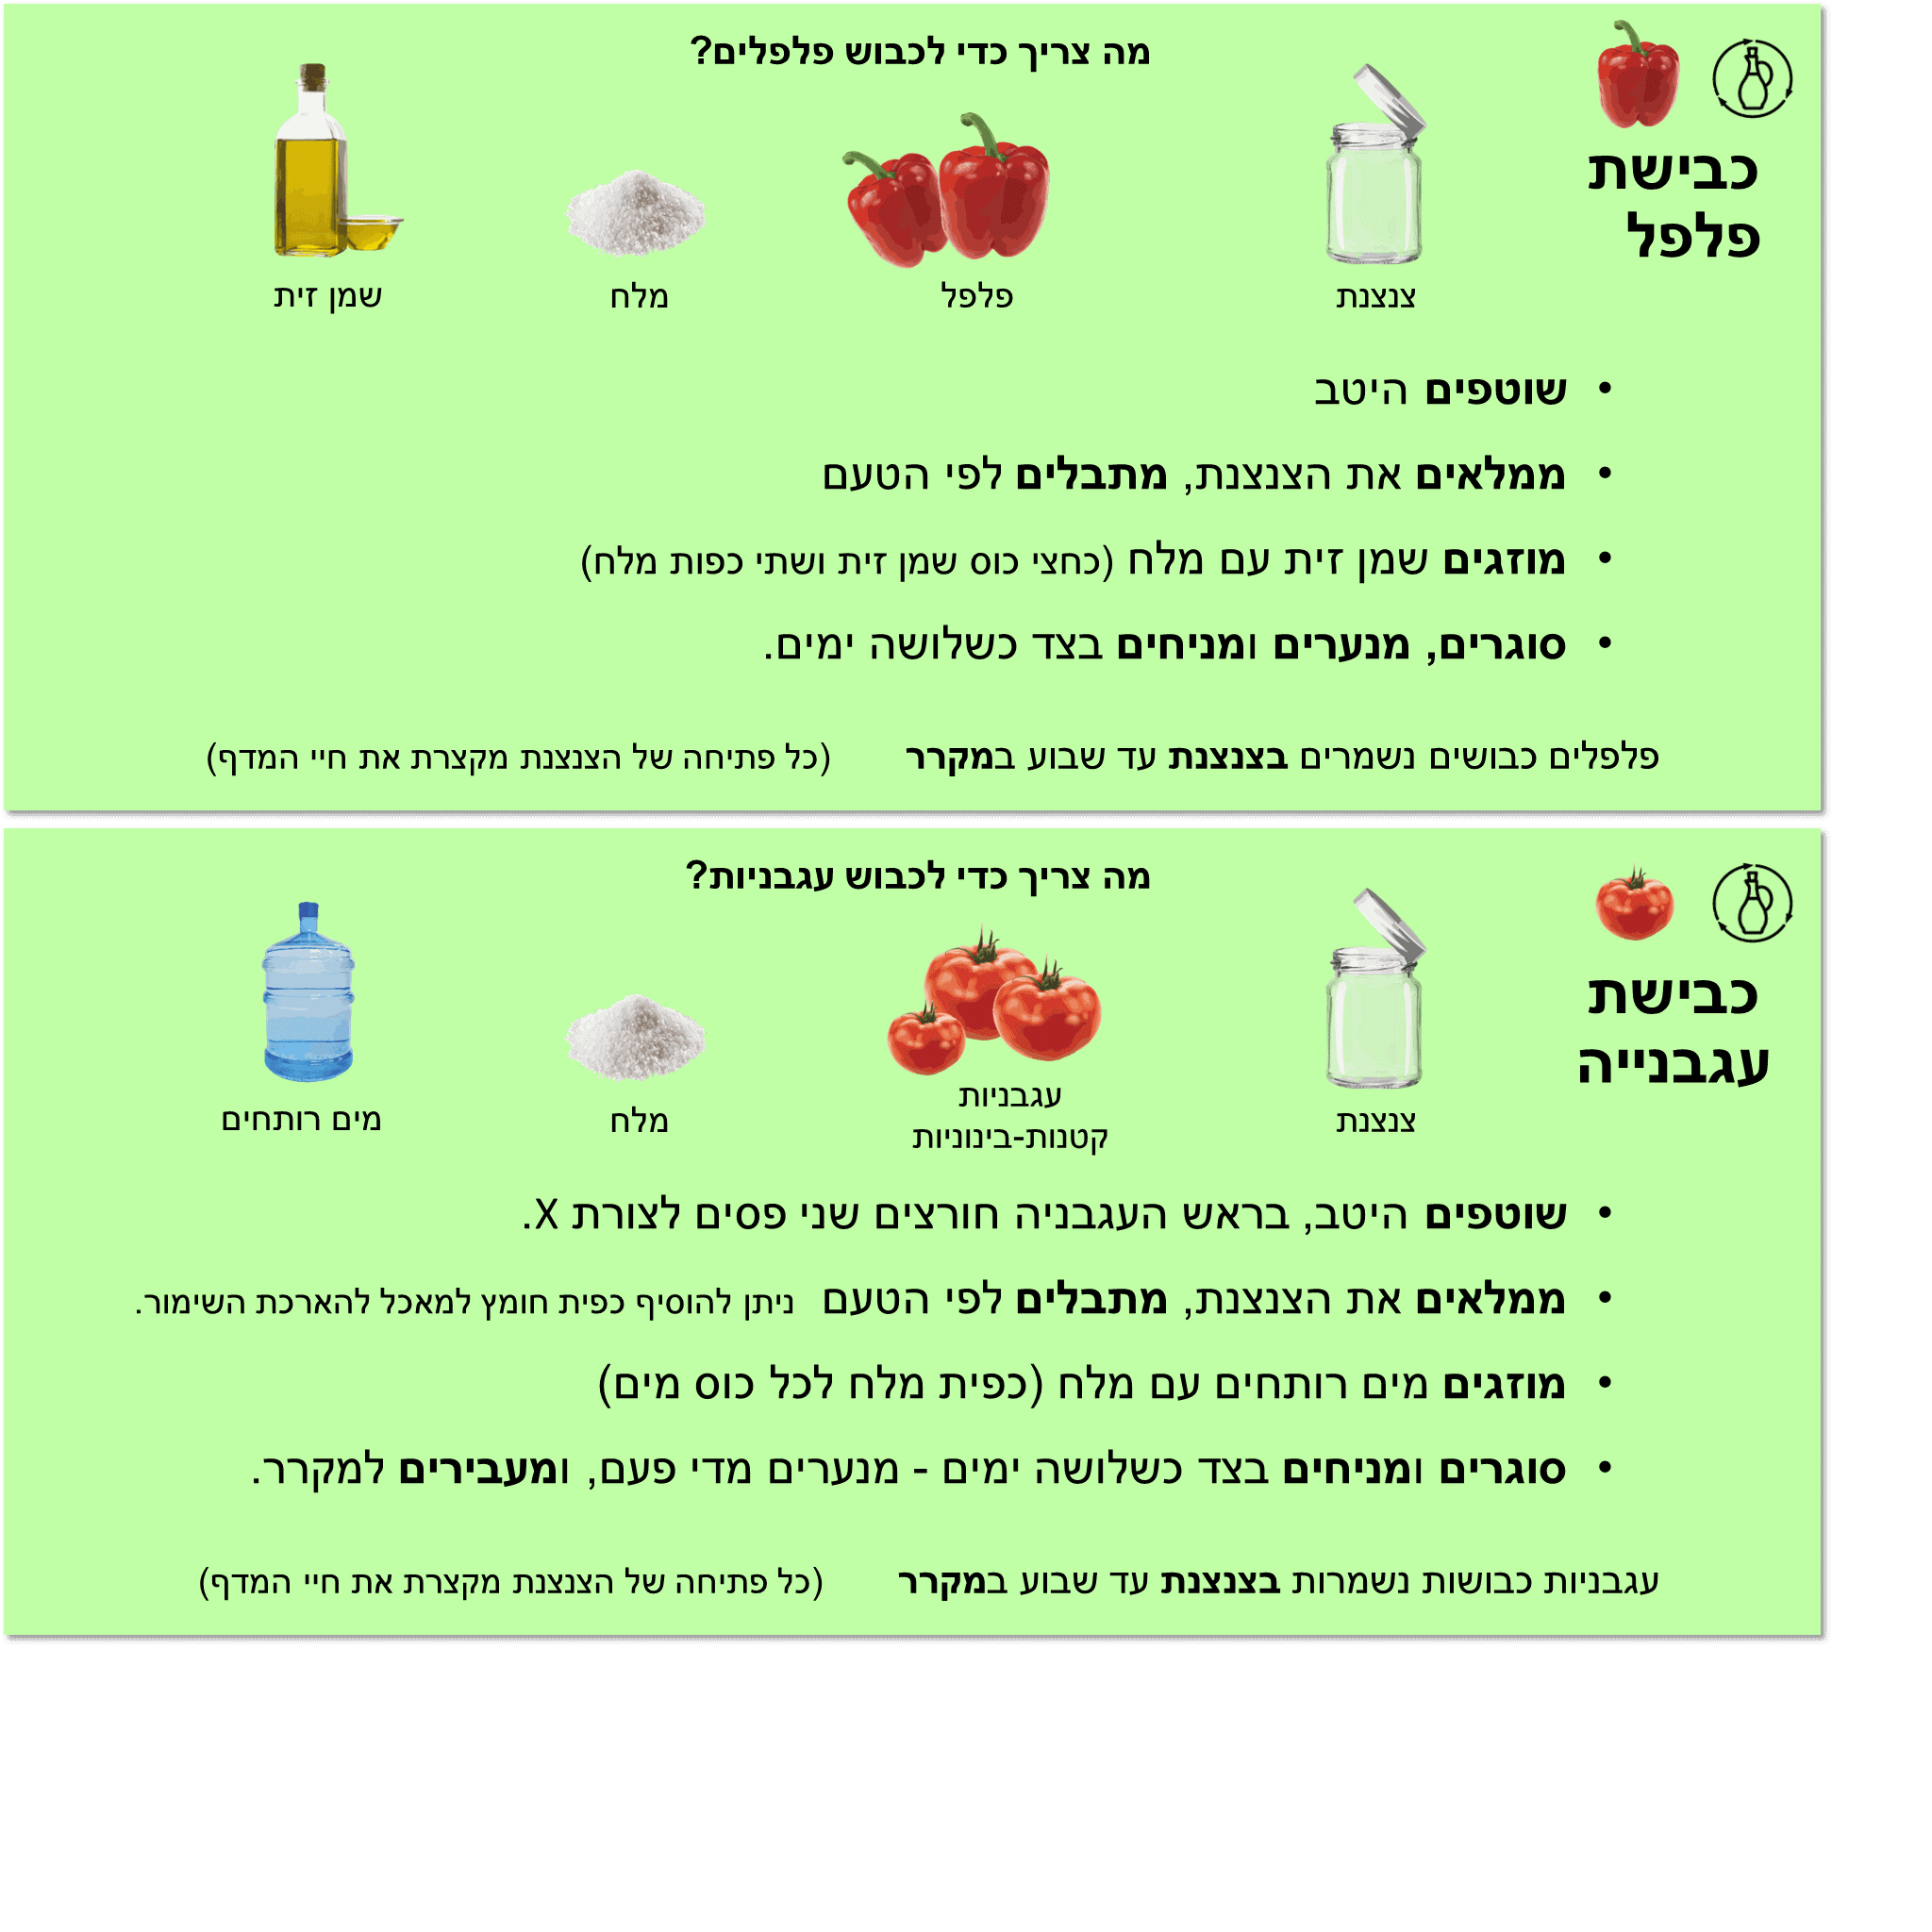 מה צריך כדי לכבוש פלפלים?
כבישת
פלפל
צנצנת
פלפל
מלח
שמן זית
• שוטפים היטב
• ממלאים את הצנצנת, מתבלים לפי הטעם
• מוזגים שמן זית עם מלח (כחצי כוס שמן זית ושתי כפות מלח)
• סוגרים, מנערים ומניחים בצד כשלושה ימים.
פלפלים כבושים נשמרים בצנצנת עד שבוע במקרר (כל פתיחה של הצנצנת מקצרת את חיי המדף)
מה צריך כדי לכבוש עגבניות?
כבישת
עגבנייה
צנצנת
עגבניות
קטנות-בינוניות
מלח
מים רותחים
• שוטפים היטב, בראש העגבניה חורצים שני פסים לצורת X.
• ממלאים את הצנצנת, מתבלים לפי הטעם ניתן להוסיף כפית חומץ למאכל להארכת השימור.
• מוזגים מים רותחים עם מלח (כפית מלח לכל כוס מים)
• סוגרים ומניחים בצד כשלושה ימים - מנערים מדי פעם, ומעבירים למקרר.
עגבניות כבושות נשמרות בצנצנת עד שבוע במקרר (כל פתיחה של הצנצנת מקצרת את חיי המדף)